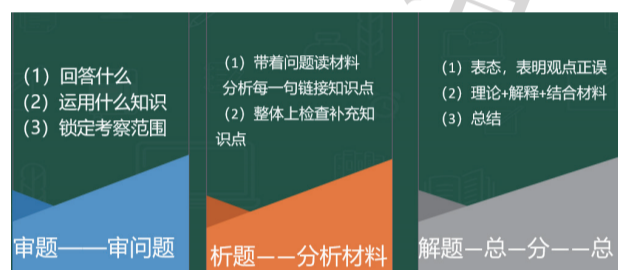 (1) 回答什么
(2) 运用什么知识
(3) 锁定考察范围
审题——审问题
(1) 带着问题读材料
分析每一句链接知识点
(2) 整体上检查补充知
识点
析题——分析材料
(1) 表态，表明观点正误
(2) 理论+解释+结合材料
(3) 总结
解题—总—分——总